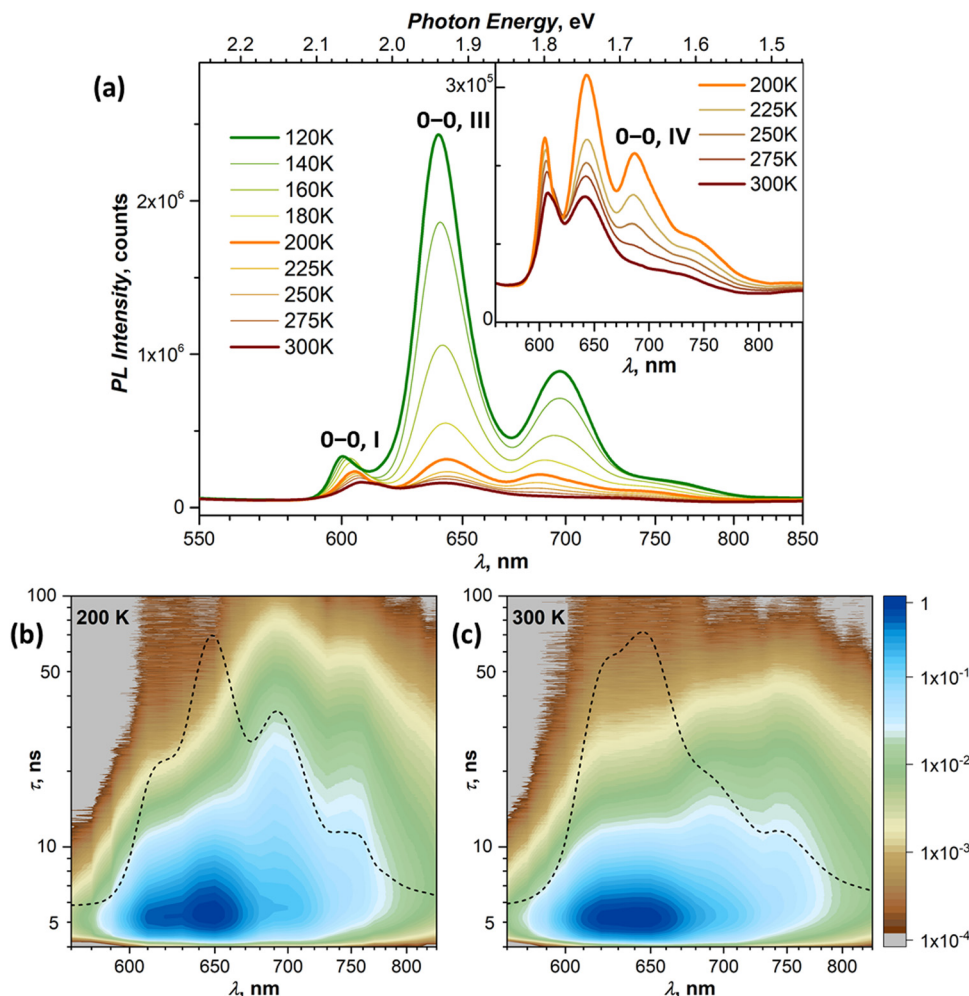 Photon Energy, eV
2.2 2.1 2.0 1.9 1.8 1.7 1.6 1.5
(a)
PL Intensity, counts
2x10⁶
1x10⁶
0
120K
140K
160K
180K
200K
225K
250K
275K
300K
0–0, I
0–0, III
3x10⁵
0
0–0, IV
200K
225K
250K
275K
300K
600 650 700 750 800
λ, nm
550 600 650 700 750 800 850
λ, nm
(b)
200 K
τ, ns
100
50
10
5
600 650 700 800
λ, nm
(c)
300 K
100
50
10
5
600 650 700 800
λ, nm
1
1x10⁻¹
1x10⁻²
1x10⁻³
1x10⁻⁴